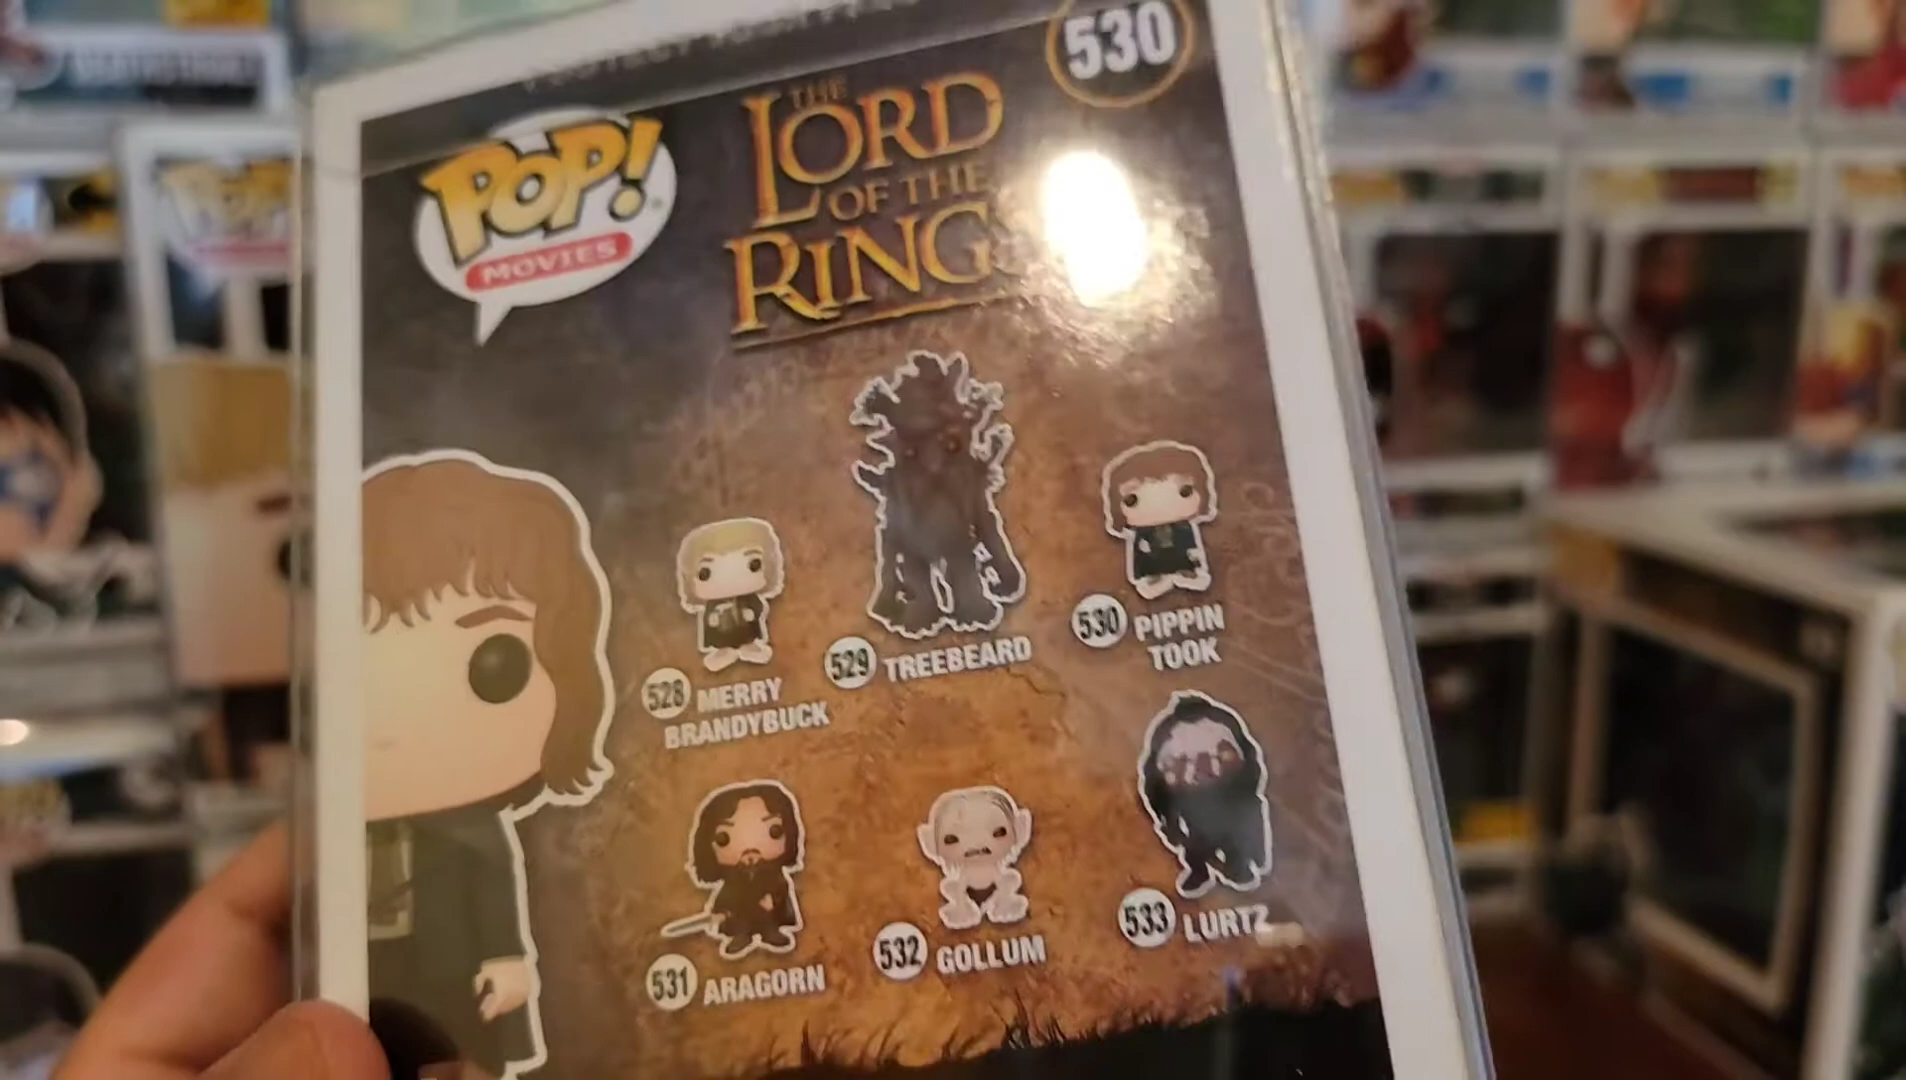 530
POP!
MOVIES
THE
LORD
OF THE
RINGS
528 MERRY
BRANDYBUCK
529 TREEBEARD
530 PIPPIN
TOOK
531 ARAGORN
532 GOLLUM
533 LURTZ